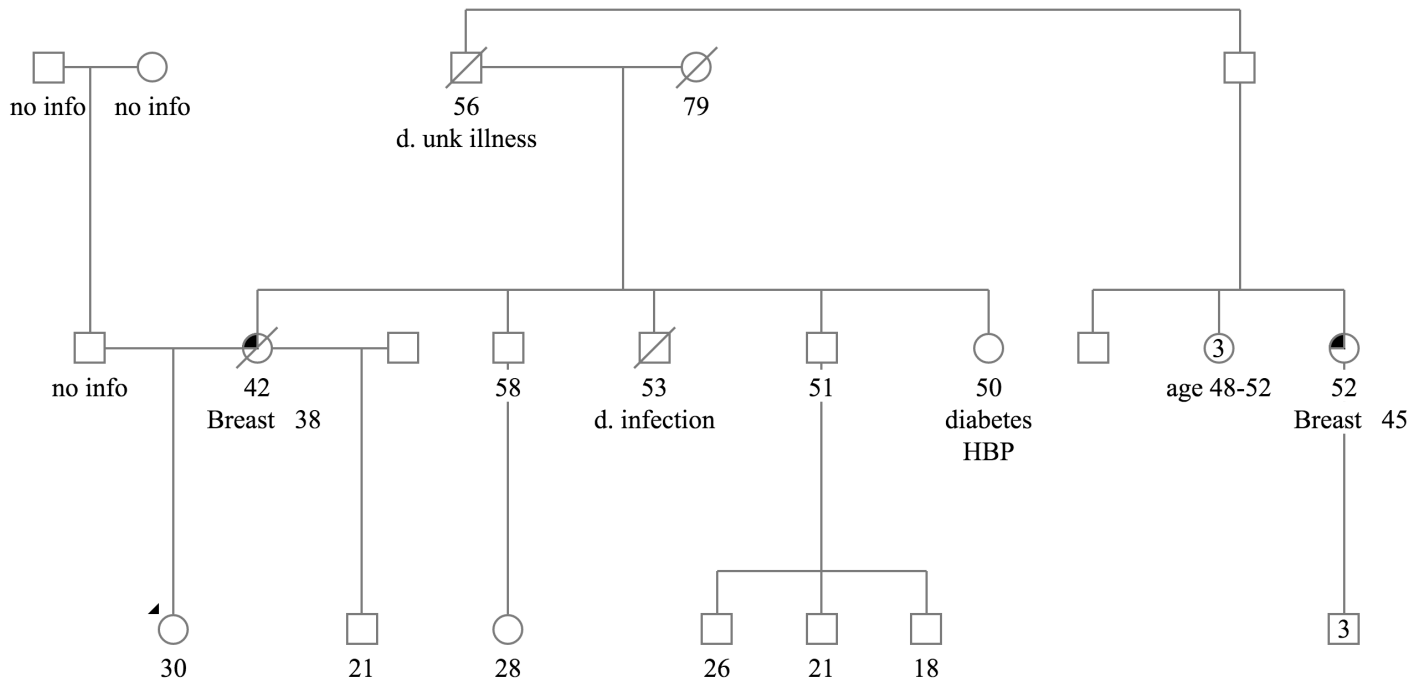 no info
no info
56
d. unk illness
79
no info
42
Breast 38
58
53
d. infection
51
50
diabetes
HBP
3
age 48-52
52
Breast 45
30
21
28
26
21
18
3